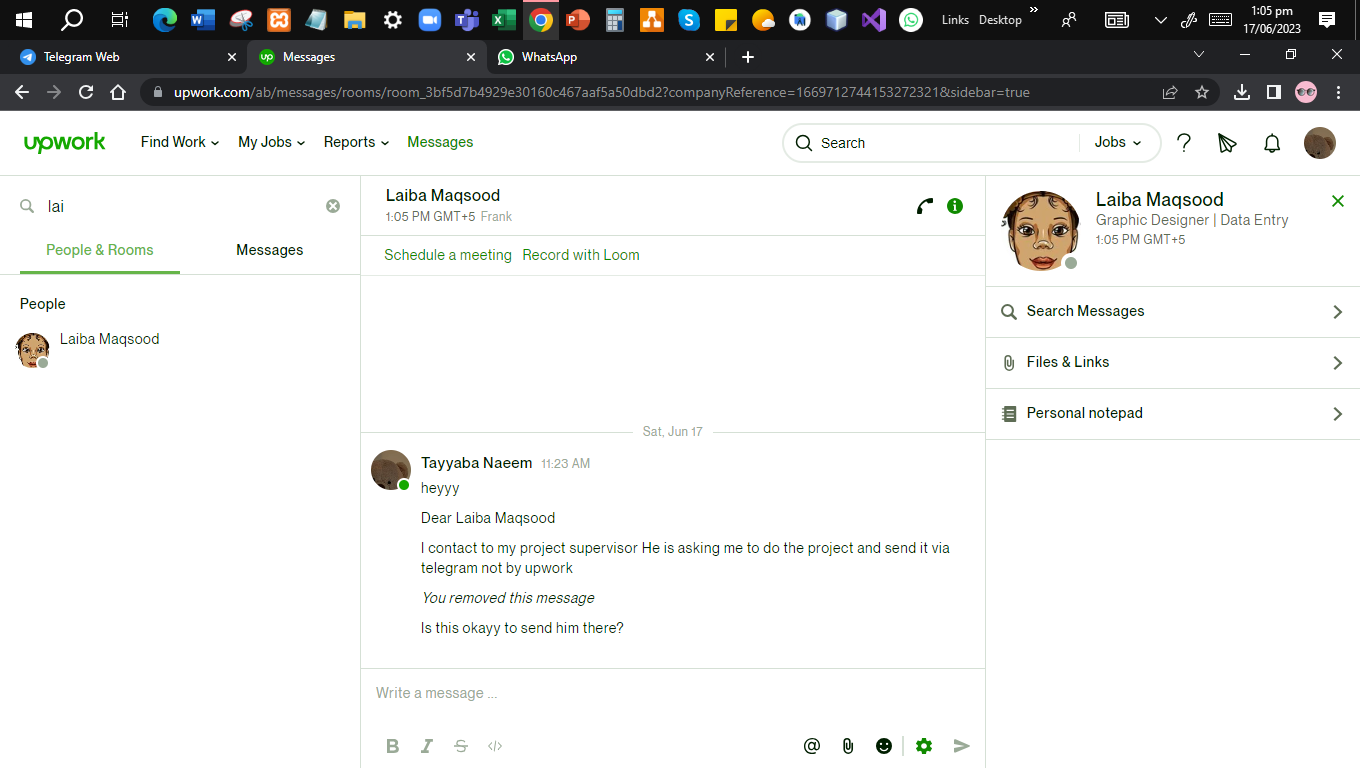 Links Desktop
1:05 pm
17/06/2023
Telegram Web
up Messages
WhatsApp
upwork.com/ab/messages/rooms/room_3bf5d7b4929e30160c467aaf5a50dbd2?companyReference=1669712744153272321&sidebar=true
upwork Find Work My Jobs Reports Messages
Search Jobs
lai
People & Rooms Messages
People
Laiba Maqsood
Laiba Maqsood
1:05 PM GMT+5 Frank
Schedule a meeting Record with Loom
Sat, Jun 17
Tayyaba Naeem 11:23 AM
heyyy
Dear Laiba Maqsood
I contact to my project supervisor He is asking me to do the project and send it via
telegram not by upwork
You removed this message
Is this okayy to send him there?
Write a message ...
B I S </> @
Laiba Maqsood
Graphic Designer | Data Entry
1:05 PM GMT+5
Search Messages
Files & Links
Personal notepad